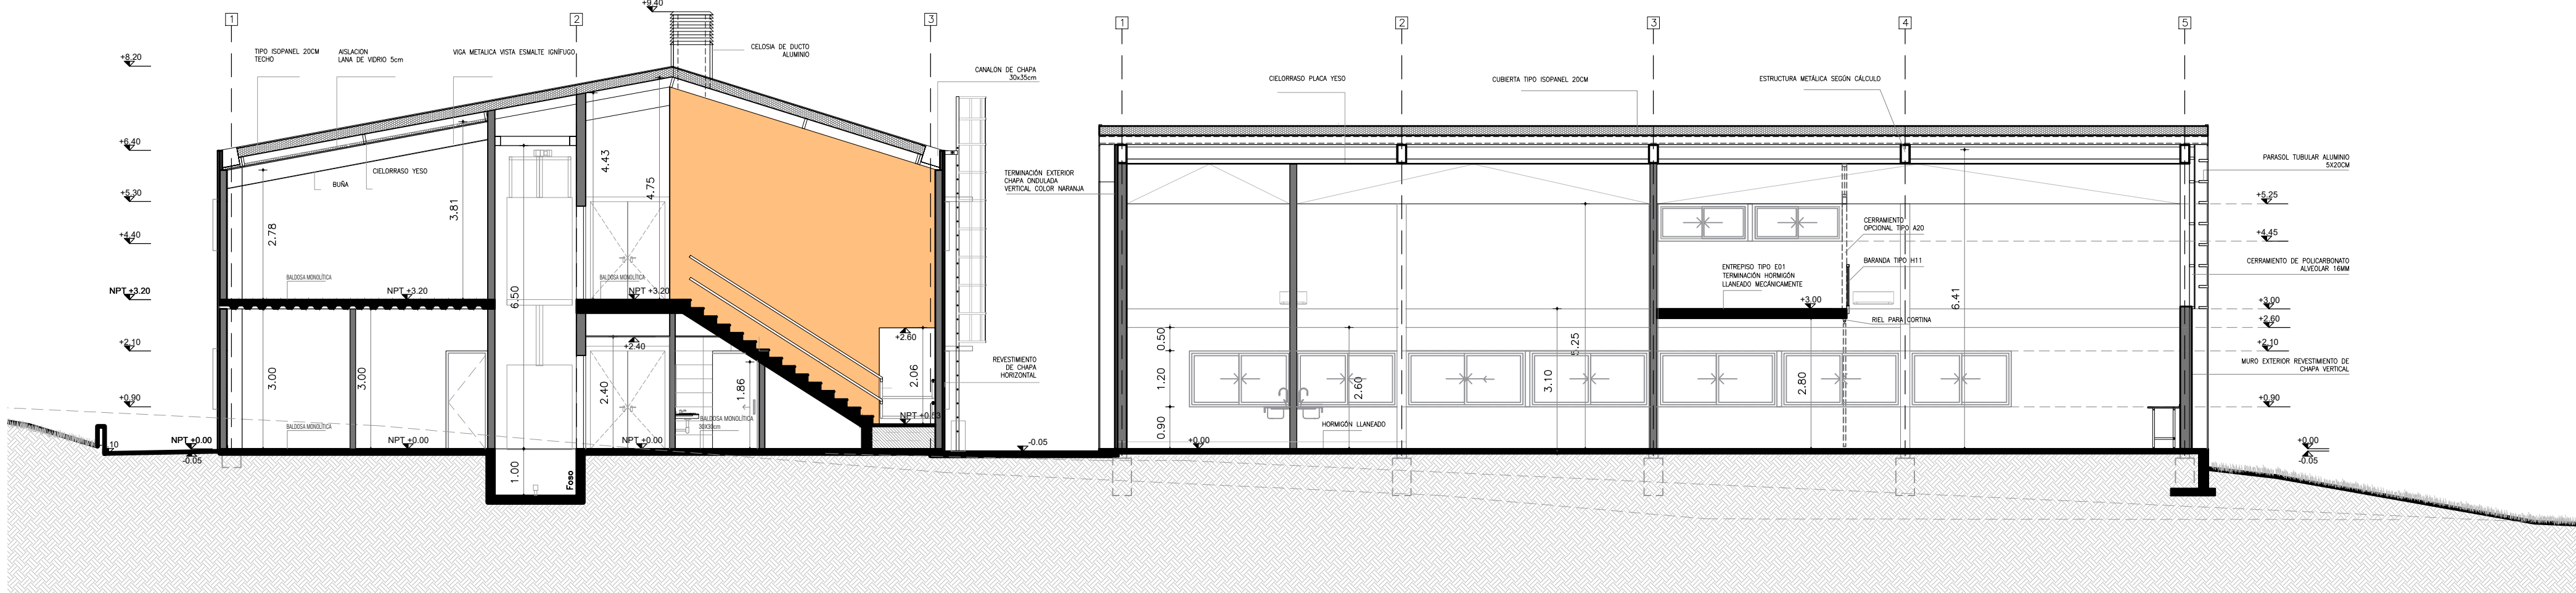 +9.40
1
2
3
1
2
3
4
5
+8.20
TIPO ISOPANEL 20CM
TECHO
AISLACION
LANA DE VIDRIO 5cm
VIGA METALICA VISTA ESMALTE IGNÍFUGO
CELOSIA DE DUCTO
ALUMINIO
CANALÓN DE CHAPA
30x35cm
CIELORRASO PLACA YESO
CUBIERTA TIPO ISOPANEL 20CM
ESTRUCTURA METÁLICA SEGÚN CÁLCULO
+6.40
+5.30
+4.40
NPT +3.20
+2.10
+0.90
NPT +0.00
-0.05
10
BUÑA
CIELORRASO YESO
2.78
3.81
4.43
4.75
6.50
BALDOSA MONOLÍTICA
NPT +3.20
BALDOSA MONOLÍTICA
NPT +3.20
3.00
3.00
2.40
+2.40
1.86
2.06
+2.60
BALDOSA MONOLÍTICA
NPT +0.00
NPT +0.00
BALDOSA MONOLÍTICA
30X30cm
NPT +0.53
1.00
Foso
TERMINACIÓN EXTERIOR
CHAPA ONDULADA
VERTICAL COLOR NARANJA
REVESTIMIENTO
DE CHAPA
HORIZONTAL
-0.05
0.50
1.20
0.90
+0.00
2.60
HORMIGÓN LLANEADO
3.10
.25
2.80
ENTREPISO TIPO E01
TERMINACIÓN HORMIGÓN
LLANEADO MECÁNICAMENTE
+3.00
CERRAMIENTO
OPCIONAL TIPO A20
BARANDA TIPO H11
RIEL PARA CORTINA
6.41
PARASOL TUBULAR ALUMINIO
5X20CM
+5.25
+4.45
CERRAMIENTO DE POLICARBONATO
ALVEOLAR 16MM
+3.00
+2.60
+2.10
MURO EXTERIOR REVESTIMIENTO DE
CHAPA VERTICAL
+0.90
+0.00
-0.05